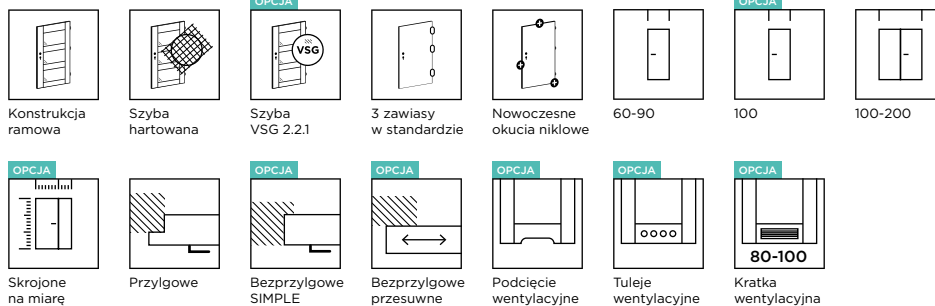 OPCJA
OPCJA
VSG
Konstrukcja
ramowa
Szyba
hartowana
Szyba
VSG 2.2.1
3 zawiasy
w standardzie
Nowoczesne
okucia niklowe
60-90
100
100-200
OPCJA
OPCJA
OPCJA
OPCJA
OPCJA
OPCJA
80-100
Skrojone
na miarę
Przylgowe
Bezprzylgowe
SIMPLE
Bezprzylgowe
przesuwne
Podcięcie
wentylacyjne
Tuleje
wentylacyjne
Kratka
wentylacyjna